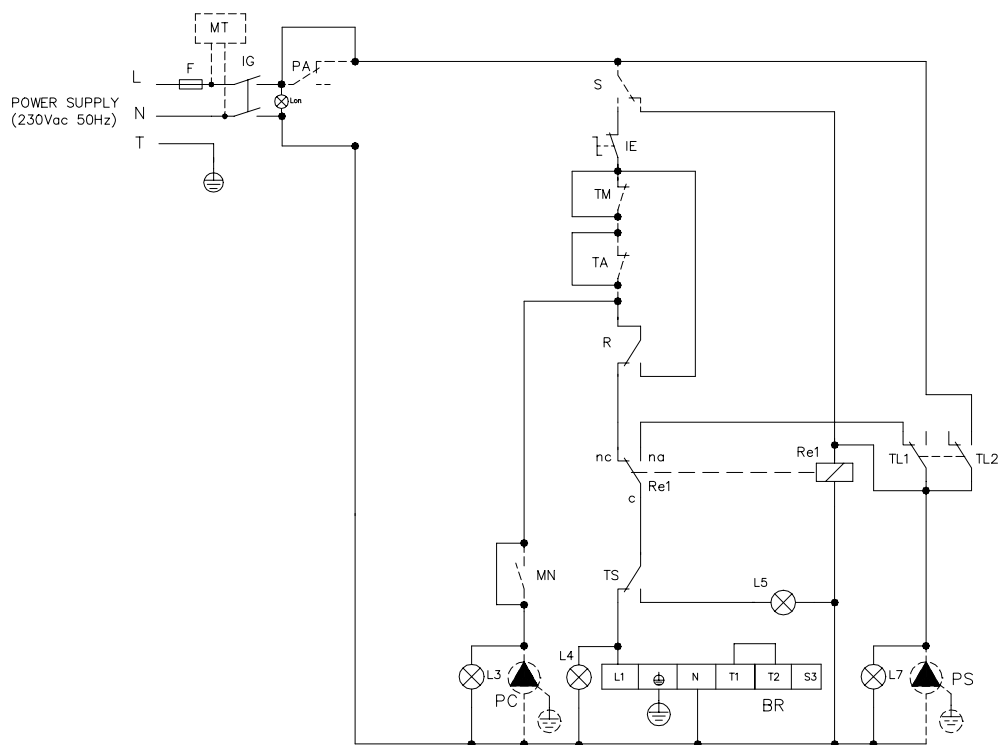 MT
F
IG
L
PA
Lon
POWER SUPPLY
(230Vac 50Hz)
N
T
S
IE
TM
TA
R
nc
na
Re1
c
Re1
TL1
TL2
MN
TS
L5
L3
PC
L4
L1
N
T1
T2
S3
BR
L7
PS